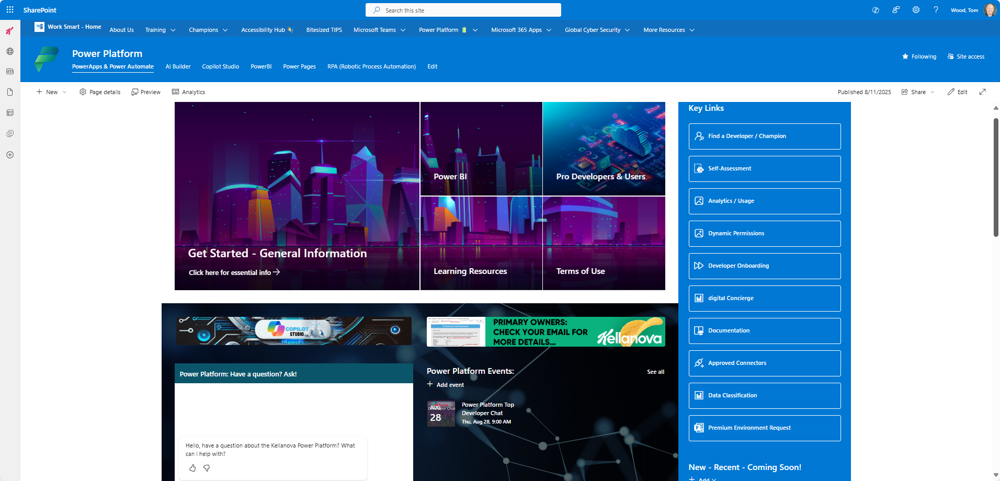 SharePoint
Search this site
Wood, Tom
Work Smart - Home
About Us
Training
Champions
Accessibility Hub
Bitesized TIPS
Microsoft Teams
Power Platform
Microsoft 365 Apps
Global Cyber Security
More Resources
Power Platform
PowerApps & Power Automate
AI Builder
Copilot Studio
PowerBI
Power Pages
RPA (Robotic Process Automation)
Edit
Following
Site access
New
Page details
Preview
Analytics
Published 8/11/2025
Share
Edit
Get Started - General Information
Click here for essential info
Power BI
Pro Developers & Users
Learning Resources
Terms of Use
COPILOT
STUDIO
PRIMARY OWNERS:
CHECK YOUR EMAIL FOR
MORE DETAILS...
Kellanova
Power Platform: Have a question? Ask!
Hello, have a question about the Kellanova Power Platform? What
can i help with?
Power Platform Events:
See all
Add event
AUG
28
Power Platform Top
Developer Chat
Thu, Aug 28, 9:00 AM
Key Links
Find a Developer / Champion
Self-Assessment
Analytics / Usage
Dynamic Permissions
Developer Onboarding
digital Concierge
Documentation
Approved Connectors
Data Classification
Premium Environment Request
New - Recent - Coming Soon!
Add